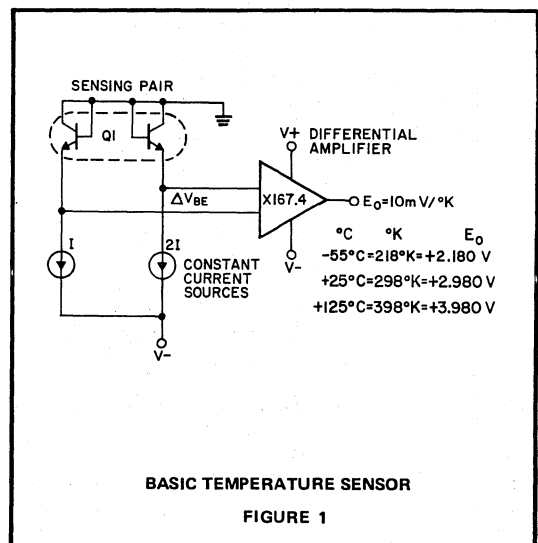 SENSING PAIR
Q1
V+ DIFFERENTIAL
AMPLIFIER
ΔVBE
X167.4
E0=10mV/°K
I
2I
CONSTANT
CURRENT
SOURCES
V-
°C °K E0
-55°C=218°K=+2.180 V
+25°C=298°K=+2.980 V
+125°C=398°K=+3.980 V
V-
BASIC TEMPERATURE SENSOR
FIGURE 1